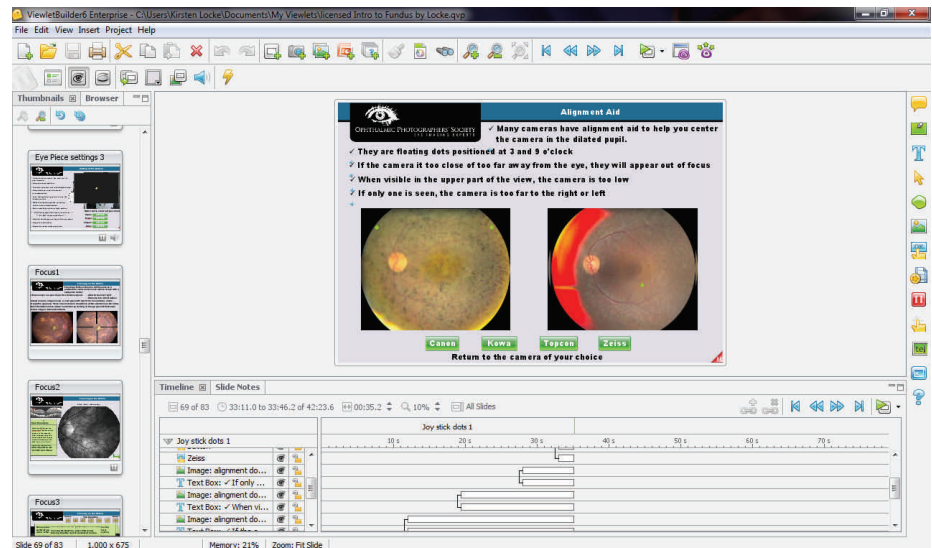 ViewletBuilder6 Enterprise - C:\Users\Kirsten Locke\Documents\My Viewlets\licensed Intro to Fundus by Locke.qvp
File Edit View Insert Project Help
Thumbnails Browser
Eye Piece settings 3
Focus1
Focus2
Focus3
Alignment Aid
OPHTHALMIC PHOTOGRAPHERS SOCIETY
EYE IMAGING EXPERTS
✓ Many cameras have alignment aid to help you center
the camera in the dilated pupil.
✓ They are floating dots positioned at 3 and 9 o'clock
✓ If the camera it too close of too far away from the eye, they will appear out of focus
✓ When visible in the upper part of the view, the camera is too low
✓ If only one is seen, the camera is too far to the right or left
Canon Kowa Topcon Zeiss
Return to the camera of your choice
Timeline Slide Notes
69 of 83 33:11.0 to 33:46.2 of 42:23.6 00:35.2 10% All Slides
Joy stick dots 1
Joy stick dots 1 10 s 20 s 30 s 40 s 50 s 60 s 70 s
Zeiss
Image: alignment do...
Text Box: ✓ If only ...
Image: alingment do...
Text Box: ✓ When vi...
Image: alingment do...
Slide 69 of 83 1,000 x 675 Memory: 21% Zoom: Fit Slide